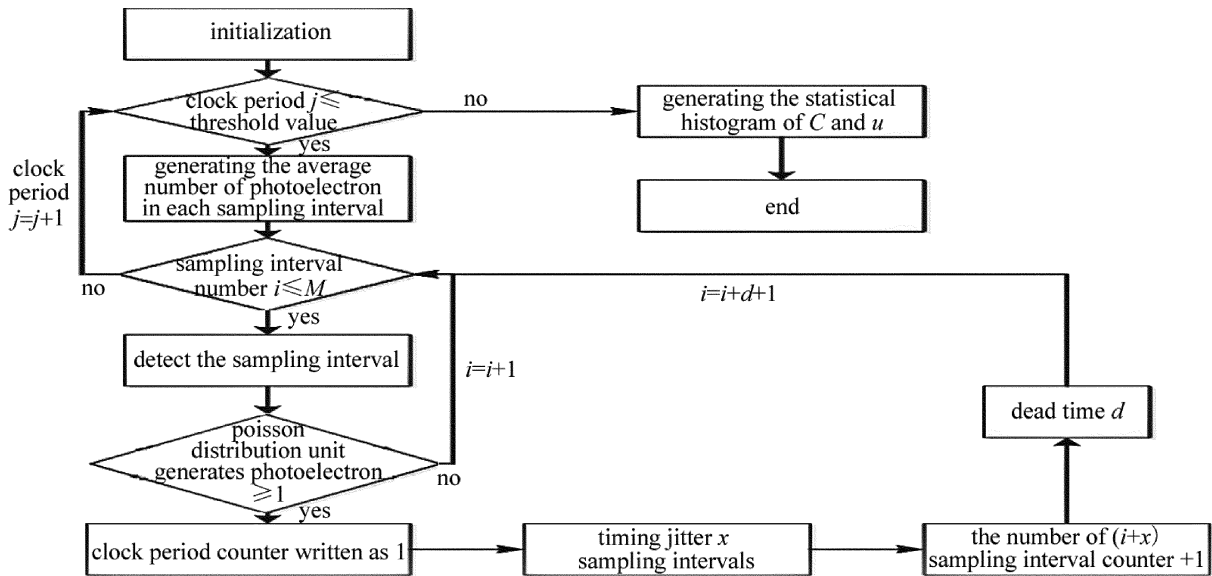 initialization
clock period j⩽
threshold value
no
yes
generating the statistical
histogram of C and u
end
clock
period
j=j+1
generating the average
number of photoelectron
in each sampling interval
sampling interval
number i⩽M
no
yes
i=i+d+1
detect the sampling interval
i=i+1
dead time d
poisson
distribution unit
generates photoelectron
⩾1
no
yes
clock period counter written as 1
timing jitter x
sampling intervals
the number of (i+x)
sampling interval counter +1